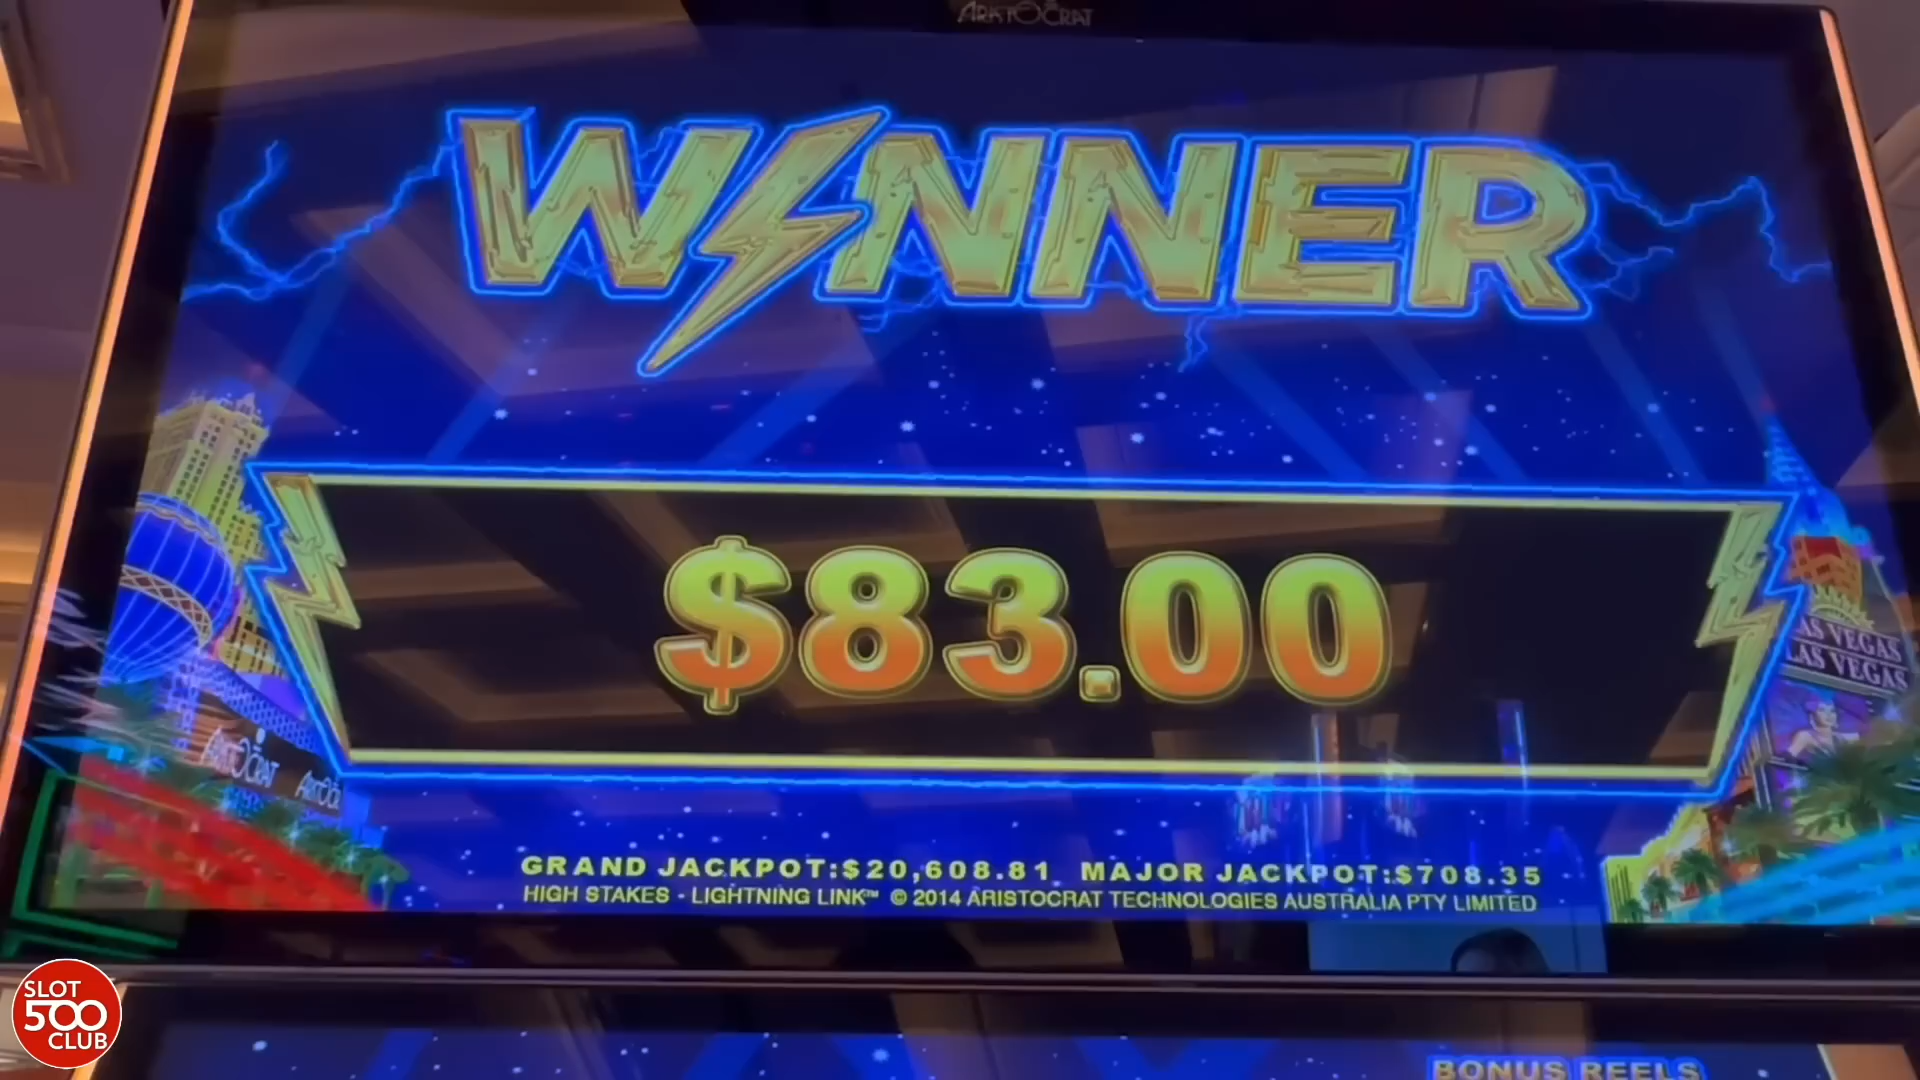 ARISTOCRAT
WINNER
$83.00
LAS VEGAS
LAS VEGAS
ARISTOCRAT
GRAND JACKPOT:$20,608.81 MAJOR JACKPOT:$708.35
HIGH STAKES - LIGHTNING LINK™ © 2014 ARISTOCRAT TECHNOLOGIES AUSTRALIA PTY LIMITED
SLOT
500
CLUB
BONUS REELS